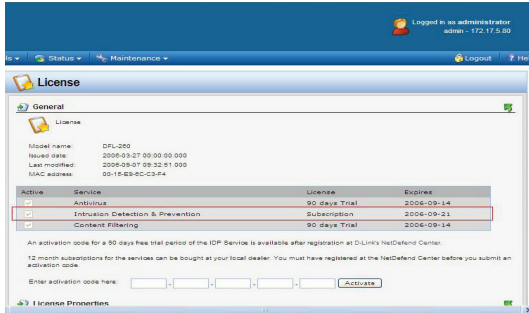 Logged in as administrator
admin - 172.17.5.80
ls Status Maintenance Logout He
License
General
License
Model name: DFL-260
Issued date: 2006-03-27 00:00:00.000
Last modified: 2006-09-07 09:32:51.000
MAC address: 00-15-E9-6C-C3-F4
Active Service License Expires
Antivirus 90 days Trial 2006-09-14
Intrusion Detection & Prevention Subscription 2006-09-21
Content Filtering 90 days Trial 2006-09-14
An activation code for a 90 days free trial period of the IDP Service is available after registration at D-Link's NetDefend Center.
12 month subscriptions for the services can be bought at your local dealer. You must have registered at the NetDefend Center before you submit an
activation code.
Enter activation code here: - - - - Activate
License Properties